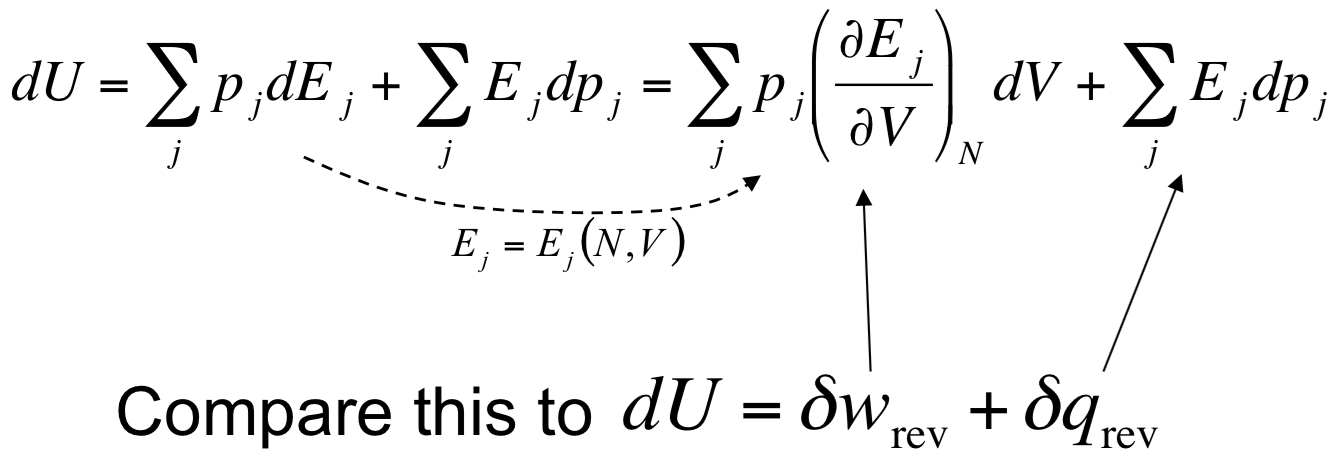 dU = ∑_j p_j dE_j + ∑_j E_j dp_j = ∑_j p_j (∂E_j/∂V)_N dV + ∑_j E_j dp_j
E_j = E_j(N,V)
Compare this to dU = δw_rev + δq_rev